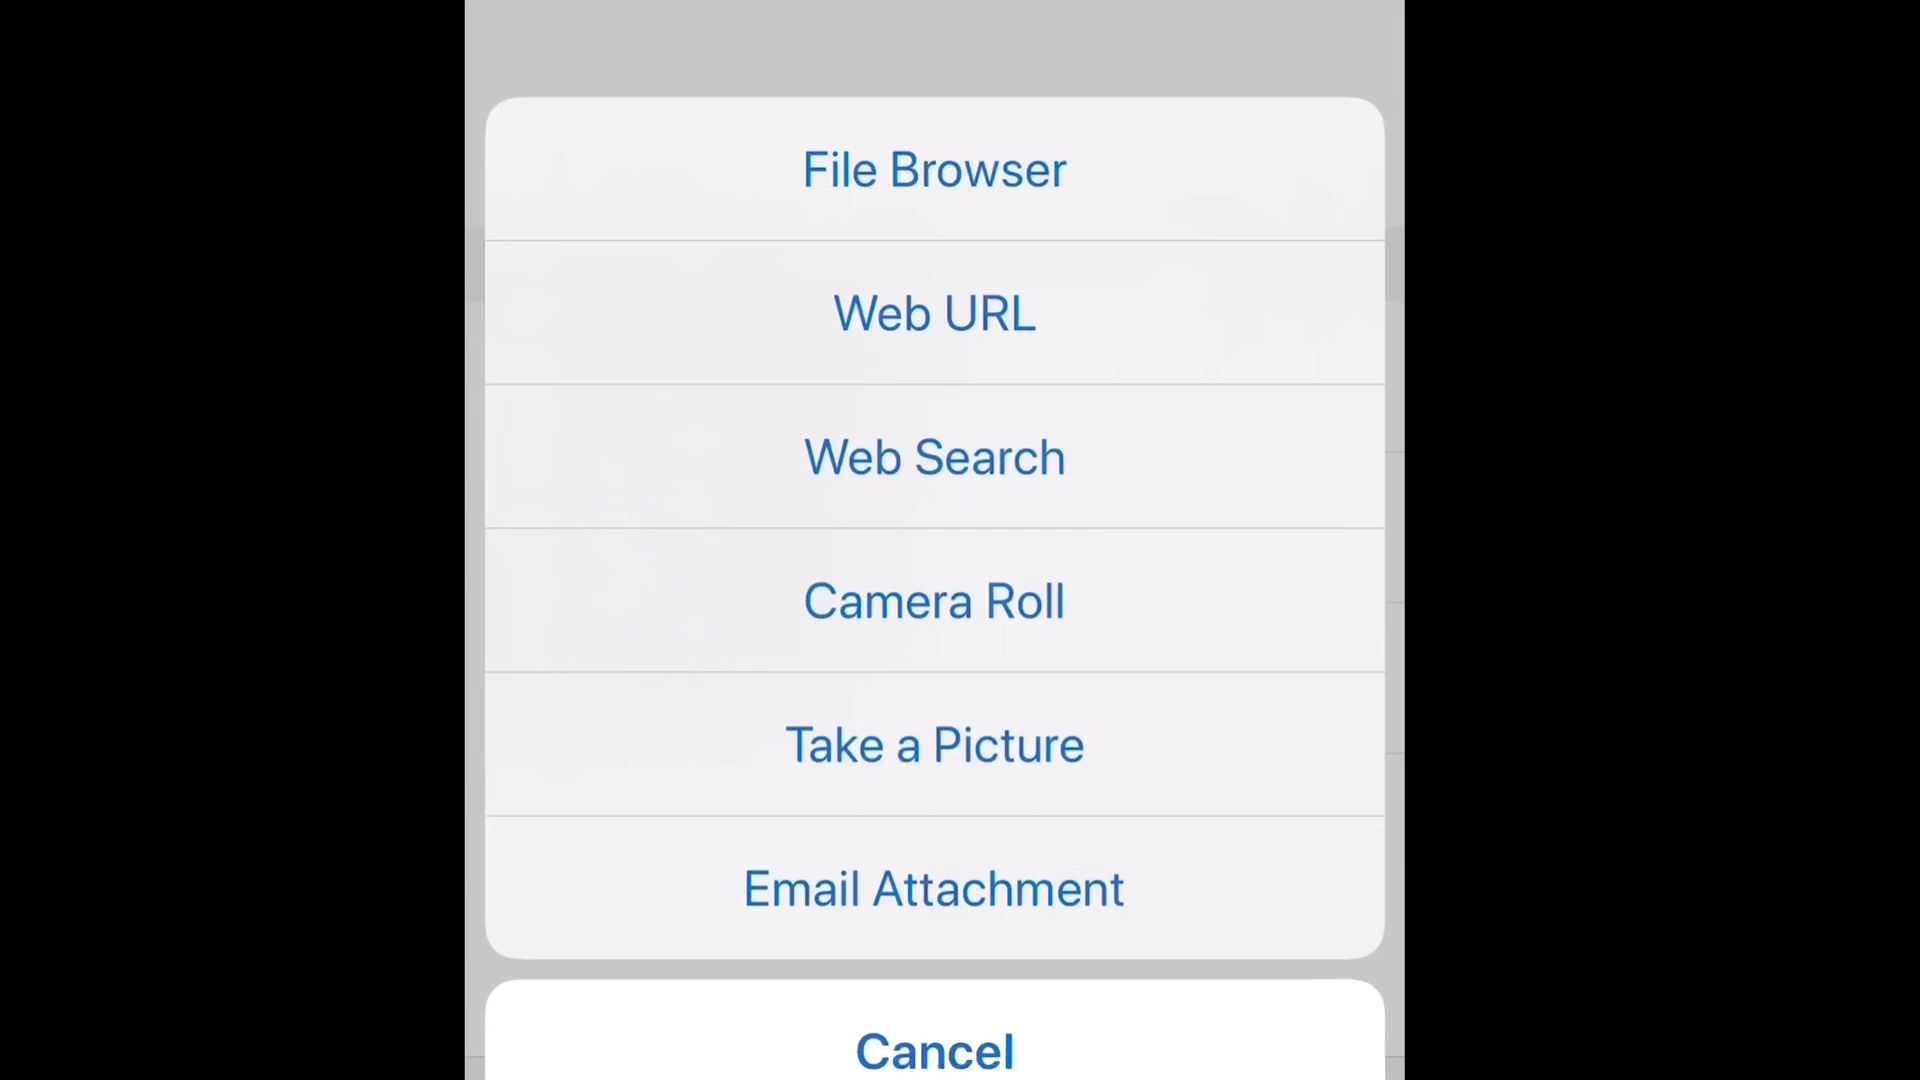 File Browser
Web URL
Web Search
Camera Roll
Take a Picture
Email Attachment
Cancel